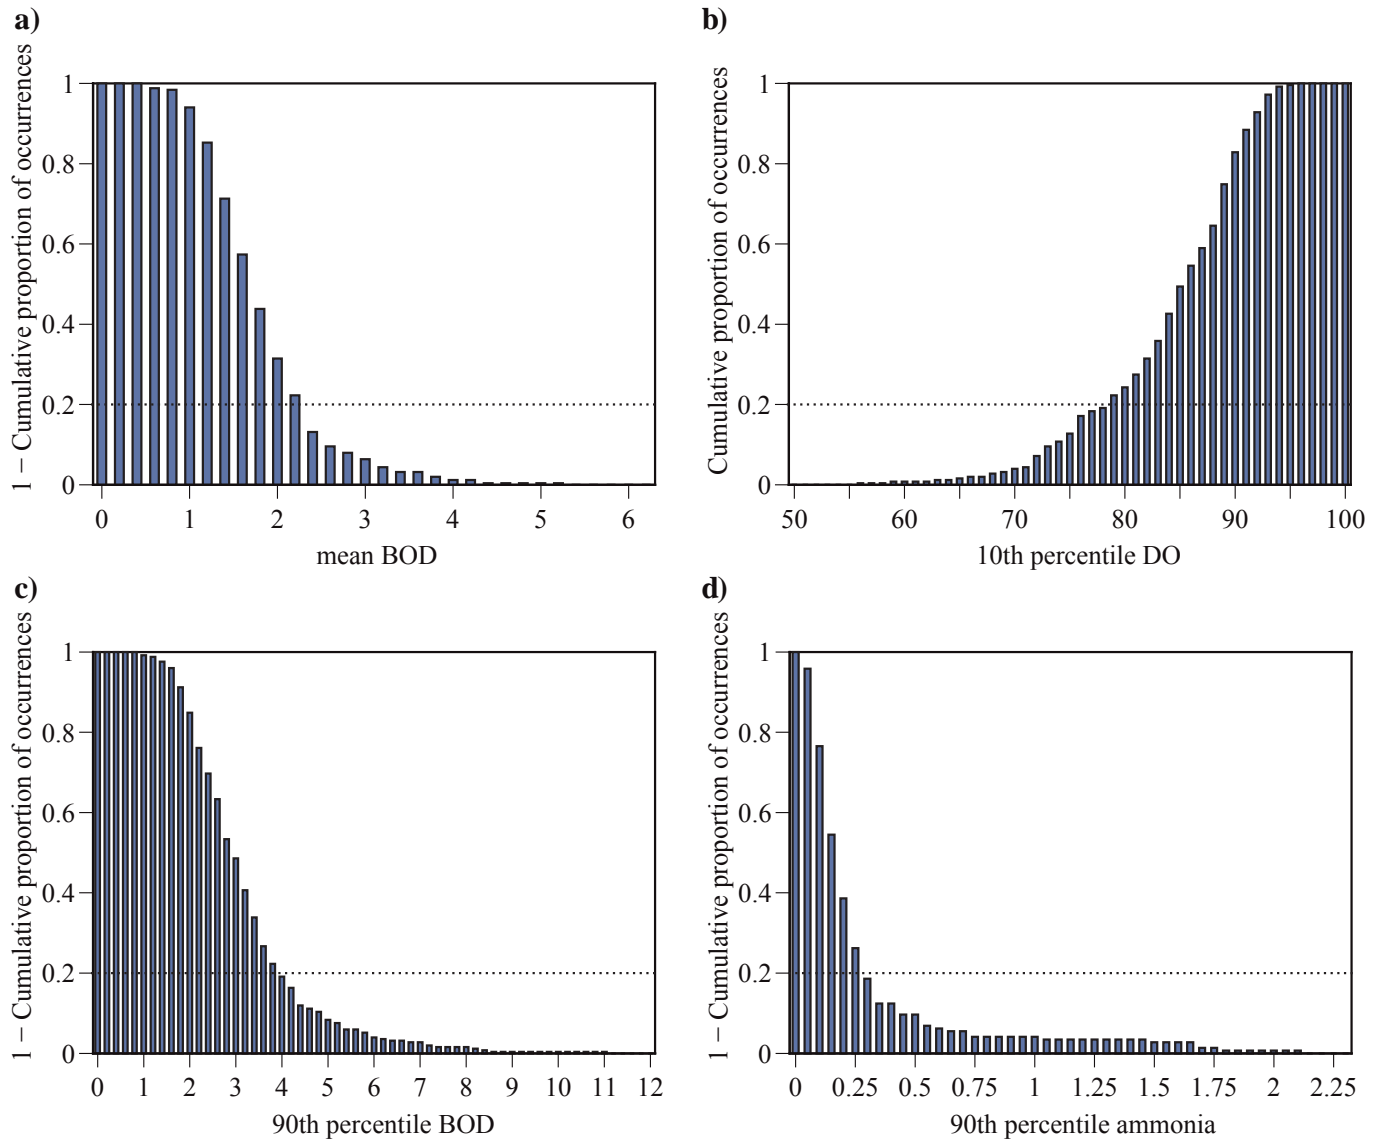 a)
1 – Cumulative proportion of occurrences
1
0.8
0.6
0.4
0.2
0
0 1 2 3 4 5 6
mean BOD
b)
Cumulative proportion of occurrences
1
0.8
0.6
0.4
0.2
0
50 60 70 80 90 100
10th percentile DO
c)
1 – Cumulative proportion of occurrences
1
0.8
0.6
0.4
0.2
0
0 1 2 3 4 5 6 7 8 9 10 11 12
90th percentile BOD
d)
1 – Cumulative proportion of occurrences
1
0.8
0.6
0.4
0.2
0
0 0.25 0.5 0.75 1 1.25 1.5 1.75 2 2.25
90th percentile ammonia